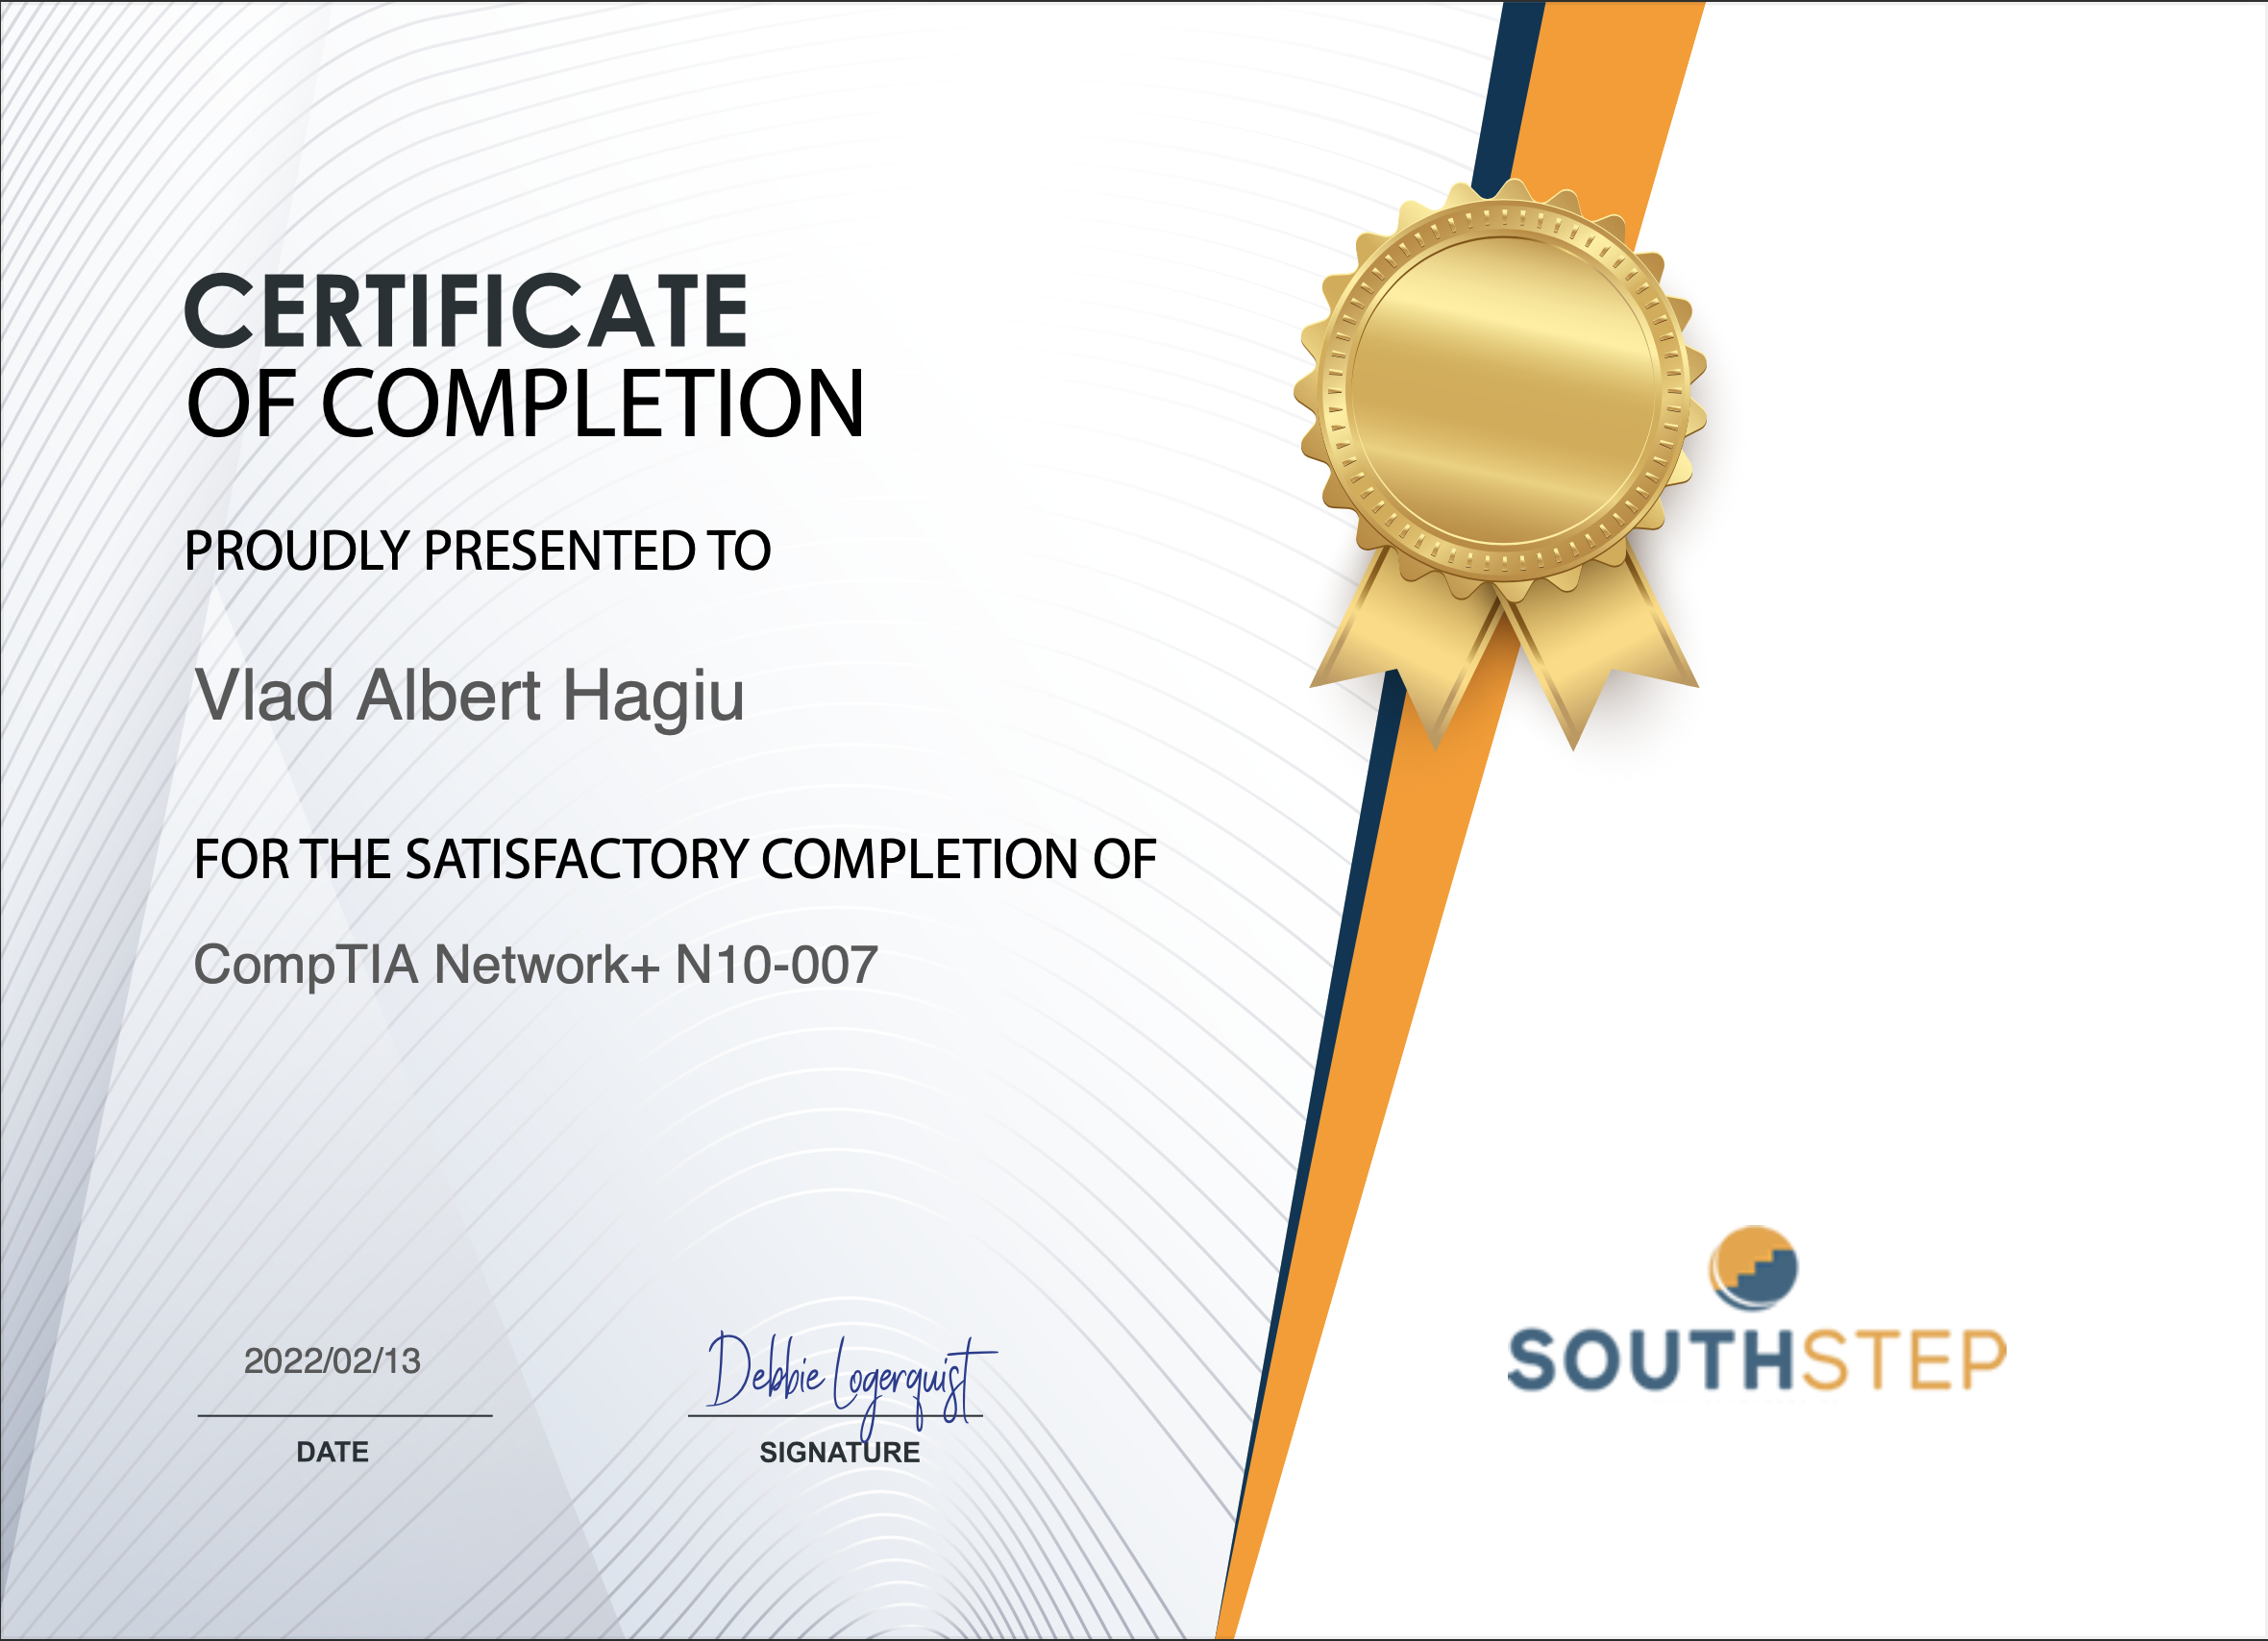 CERTIFICATE
OF COMPLETION
PROUDLY PRESENTED TO
Vlad Albert Hagiu
FOR THE SATISFACTORY COMPLETION OF
CompTIA Network+ N10-007
2022/02/13
DATE
Debbie Logerquist
SIGNATURE
SOUTHSTEP